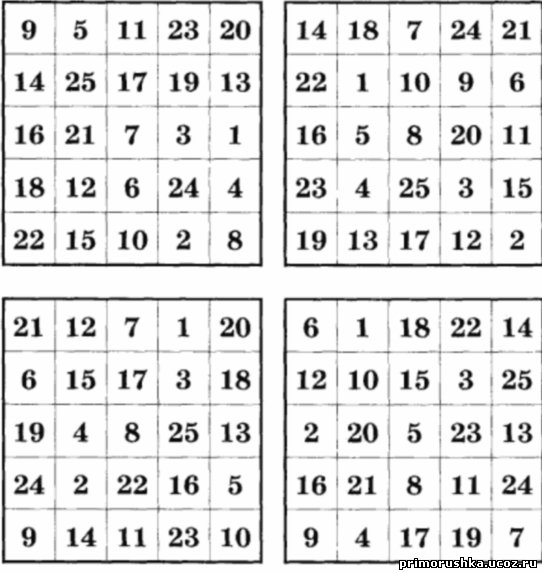 9 5 11 23 20
14 25 17 19 13
16 21 7 3 1
18 12 6 24 4
22 15 10 2 8
14 18 7 24 21
22 1 10 9 6
16 5 8 20 11
23 4 25 3 15
19 13 17 12 2
21 12 7 1 20
6 15 17 3 18
19 4 8 25 13
24 2 22 16 5
9 14 11 23 10
6 1 18 22 14
12 10 15 3 25
2 20 5 23 13
16 21 8 11 24
9 4 17 19 7
primorushka.ucoz.ru